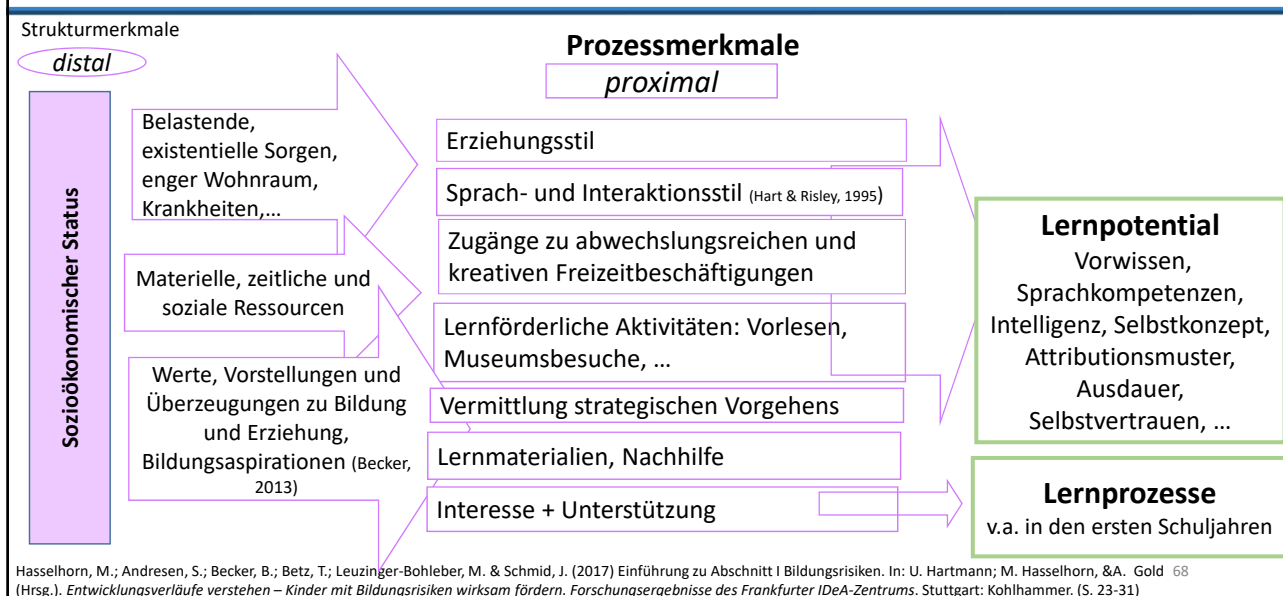 Strukturmerkmale
distal
Prozessmerkmale
proximal
Sozioökonomischer Status
Belastende,
existentielle Sorgen,
enger Wohnraum,
Krankheiten,…
Materielle, zeitliche und
soziale Ressourcen
Werte, Vorstellungen und
Überzeugungen zu Bildung
und Erziehung,
Bildungsaspirationen (Becker,
2013)
Erziehungsstil
Sprach- und Interaktionsstil (Hart & Risley, 1995)
Zugänge zu abwechslungsreichen und
kreativen Freizeitbeschäftigungen
Lernförderliche Aktivitäten: Vorlesen,
Museumsbesuche, …
Vermittlung strategischen Vorgehens
Lernmaterialien, Nachhilfe
Interesse + Unterstützung
Lernpotential
Vorwissen,
Sprachkompetenzen,
Intelligenz, Selbstkonzept,
Attributionsmuster,
Ausdauer,
Selbstvertrauen, …
Lernprozesse
v.a. in den ersten Schuljahren
Hasselhorn, M.; Andresen, S.; Becker, B.; Betz, T.; Leuzinger-Bohleber, M. & Schmid, J. (2017) Einführung zu Abschnitt I Bildungsrisiken. In: U. Hartmann; M. Hasselhorn, &A. Gold 68
(Hrsg.). Entwicklungsverläufe verstehen – Kinder mit Bildungsrisiken wirksam fördern. Forschungsergebnisse des Frankfurter IDeA-Zentrums. Stuttgart: Kohlhammer. (S. 23-31)